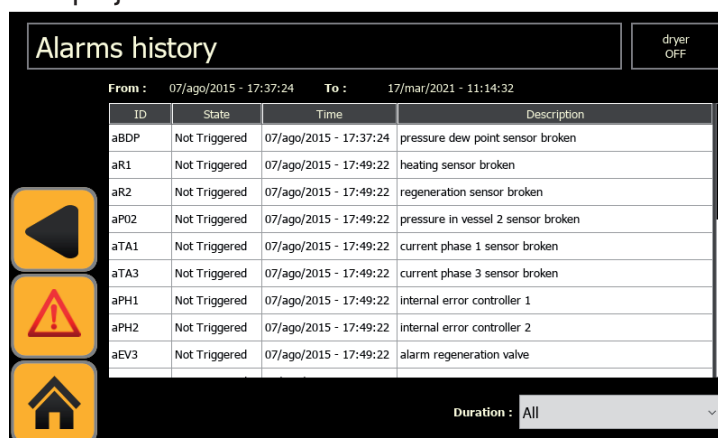 Alarms history
dryer
OFF
From : 07/ago/2015 - 17:37:24 To : 17/mar/2021 - 11:14:32
ID State Time Description
aBDP Not Triggered 07/ago/2015 - 17:37:24 pressure dew point sensor broken
aR1 Not Triggered 07/ago/2015 - 17:49:22 heating sensor broken
aR2 Not Triggered 07/ago/2015 - 17:49:22 regeneration sensor broken
aP02 Not Triggered 07/ago/2015 - 17:49:22 pressure in vessel 2 sensor broken
aTA1 Not Triggered 07/ago/2015 - 17:49:22 current phase 1 sensor broken
aTA3 Not Triggered 07/ago/2015 - 17:49:22 current phase 3 sensor broken
aPH1 Not Triggered 07/ago/2015 - 17:49:22 internal error controller 1
aPH2 Not Triggered 07/ago/2015 - 17:49:22 internal error controller 2
aEV3 Not Triggered 07/ago/2015 - 17:49:22 alarm regeneration valve
Duration : All